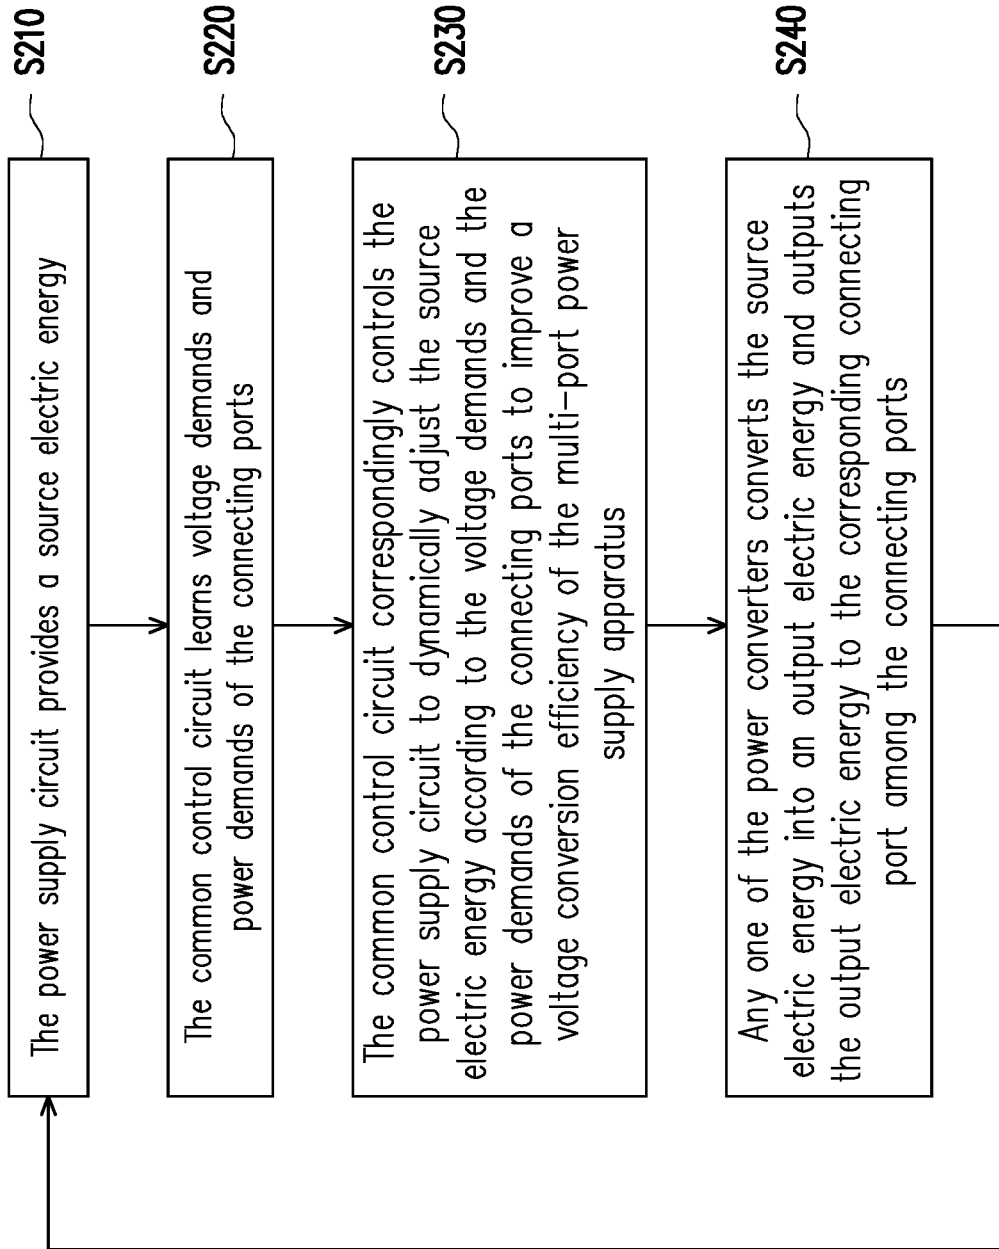 S210
The power supply circuit provides a source electric energy
S220
The common control circuit learns voltage demands and
power demands of the connecting ports
S230
The common control circuit correspondingly controls the
power supply circuit to dynamically adjust the source
electric energy according to the voltage demands and the
power demands of the connecting ports to improve a
voltage conversion efficiency of the multi-port power
supply apparatus
S240
Any one of the power converters converts the source
electric energy into an output electric energy and outputs
the output electric energy to the corresponding connecting
port among the connecting ports